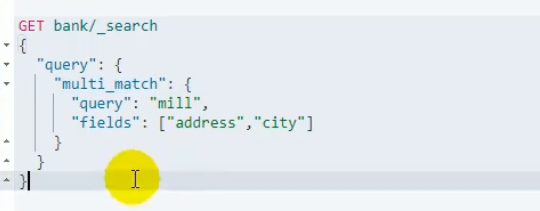 GET bank/_search
{
  "query": {
    "multi_match": {
      "query": "mill",
      "fields": ["address","city"]
    }
  }
}